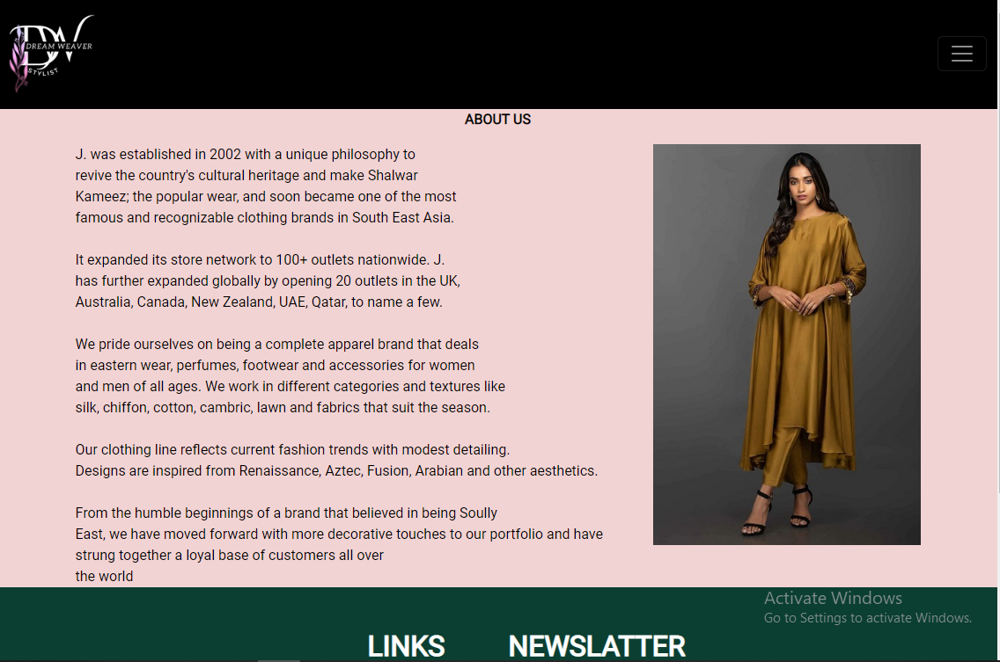 DW
DREAM WEAVER
STYLIST
ABOUT US
J. was established in 2002 with a unique philosophy to
revive the country's cultural heritage and make Shalwar
Kameez; the popular wear, and soon became one of the most
famous and recognizable clothing brands in South East Asia.
It expanded its store network to 100+ outlets nationwide. J.
has further expanded globally by opening 20 outlets in the UK,
Australia, Canada, New Zealand, UAE, Qatar, to name a few.
We pride ourselves on being a complete apparel brand that deals
in eastern wear, perfumes, footwear and accessories for women
and men of all ages. We work in different categories and textures like
silk, chiffon, cotton, cambric, lawn and fabrics that suit the season.
Our clothing line reflects current fashion trends with modest detailing.
Designs are inspired from Renaissance, Aztec, Fusion, Arabian and other aesthetics.
From the humble beginnings of a brand that believed in being Soully
East, we have moved forward with more decorative touches to our portfolio and have
strung together a loyal base of customers all over
the world
Activate Windows
Go to Settings to activate Windows.
LINKS NEWSLATTER